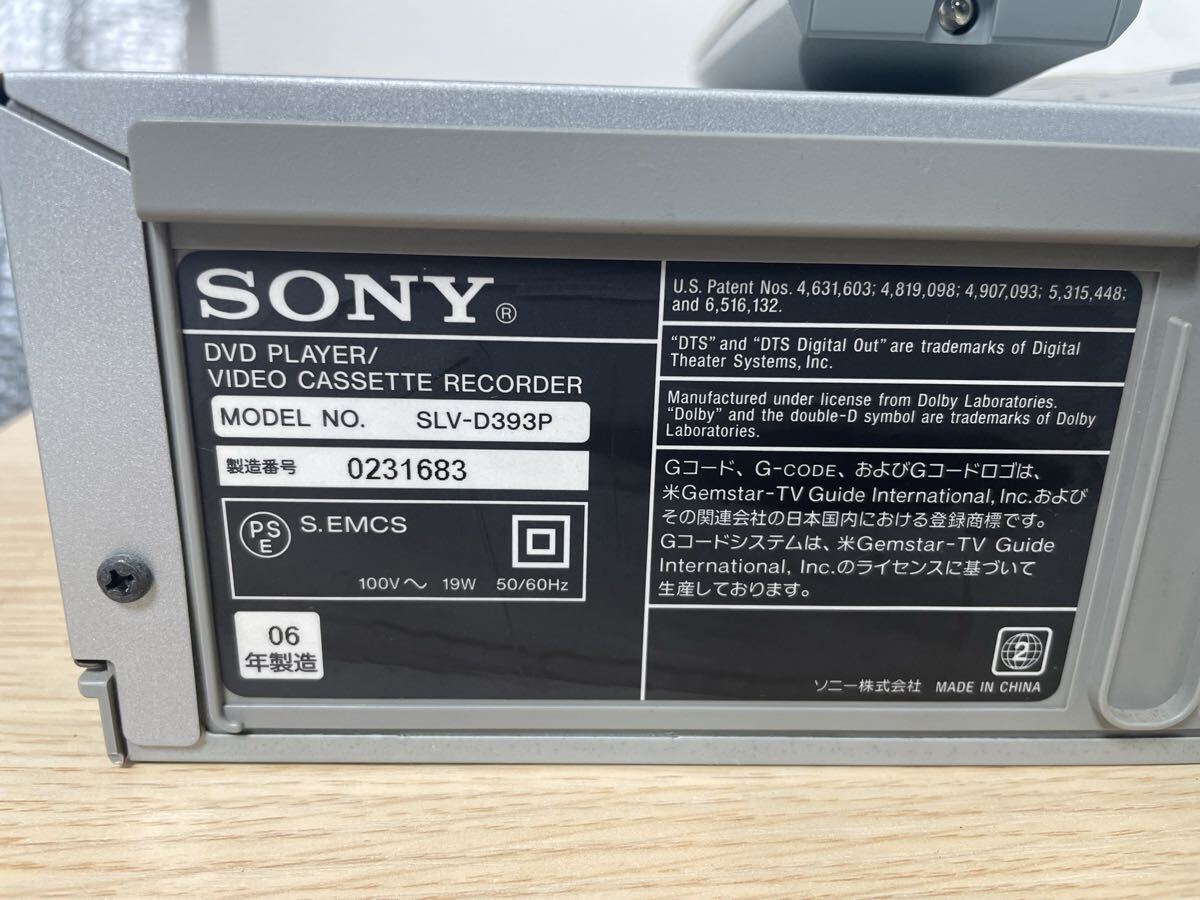 SONY®
DVD PLAYER/
VIDEO CASSETTE RECORDER
MODEL NO. SLV-D393P
製造番号 0231683
PS
E
S.EMCS
100V～ 19W 50/60Hz
06
年製造
U.S. Patent Nos. 4,631,603; 4,819,098; 4,907,093; 5,315,448;
and 6,516,132.
"DTS" and "DTS Digital Out" are trademarks of Digital
Theater Systems, Inc.
Manufactured under license from Dolby Laboratories.
"Dolby" and the double-D symbol are trademarks of Dolby
Laboratories.
Gコード、G-CODE、およびGコードロゴは、
米Gemstar-TV Guide International, Inc.および
その関連会社の日本国内における登録商標です。
Gコードシステムは、米Gemstar-TV Guide
International, Inc.のライセンスに基づいて
生産しております。
2
ソニー株式会社 MADE IN CHINA